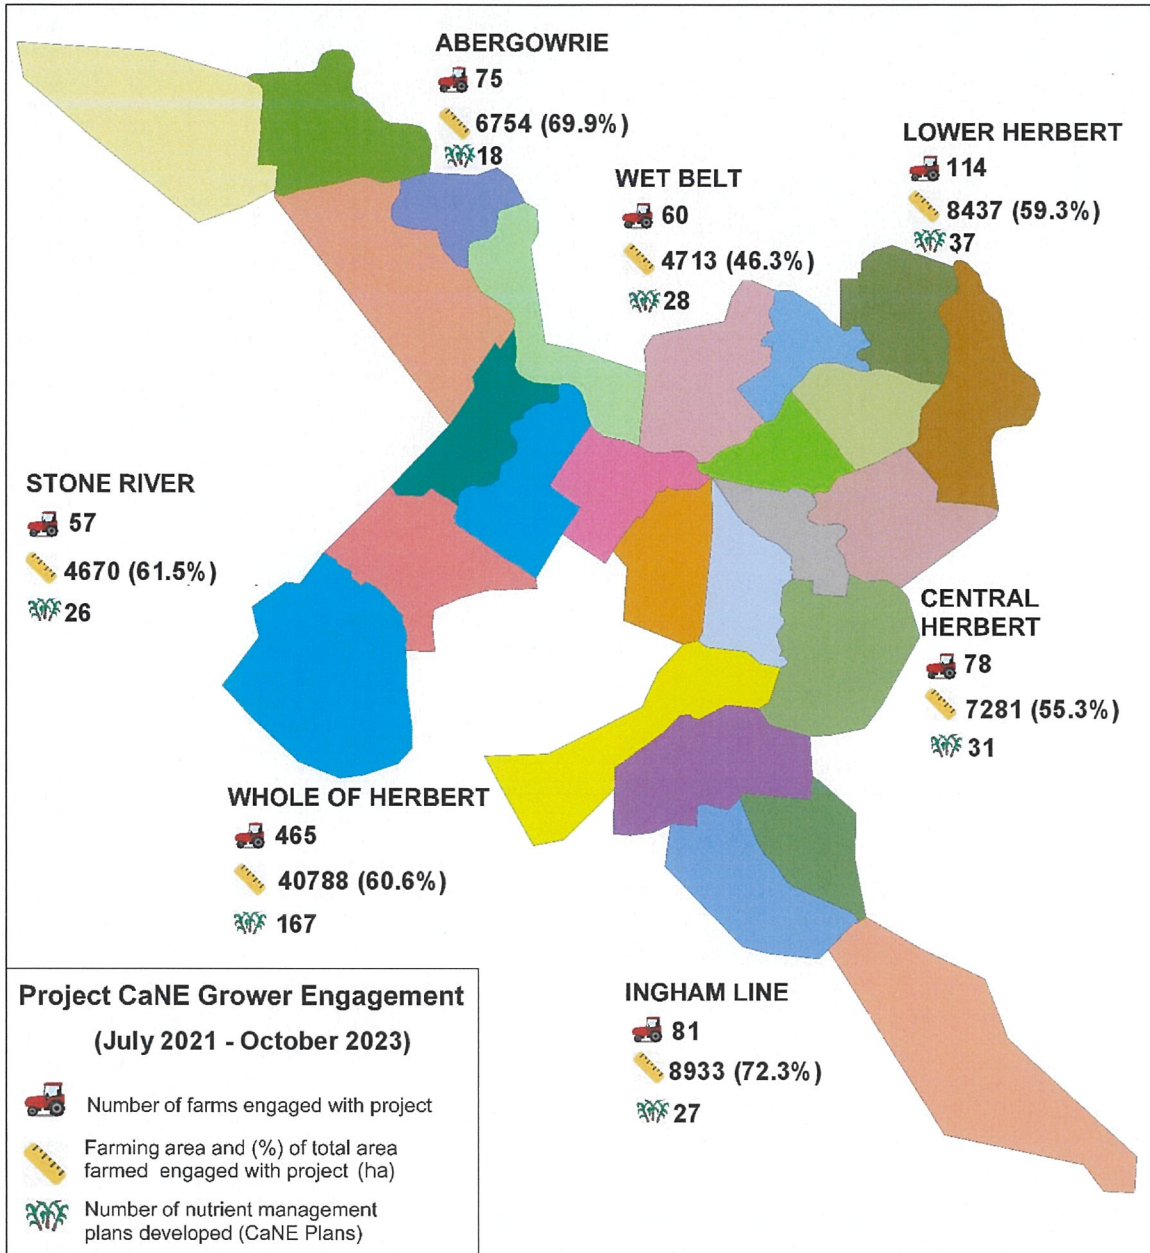 ABERGOWRIE
75
6754 (69.9%)
18
WET BELT
60
4713 (46.3%)
28
LOWER HERBERT
114
8437 (59.3%)
37
STONE RIVER
57
4670 (61.5%)
26
CENTRAL
HERBERT
78
7281 (55.3%)
31
WHOLE OF HERBERT
465
40788 (60.6%)
167
INGHAM LINE
81
8933 (72.3%)
27
Project CaNE Grower Engagement
(July 2021 - October 2023)
Number of farms engaged with project
Farming area and (%) of total area
farmed engaged with project (ha)
Number of nutrient management
plans developed (CaNE Plans)